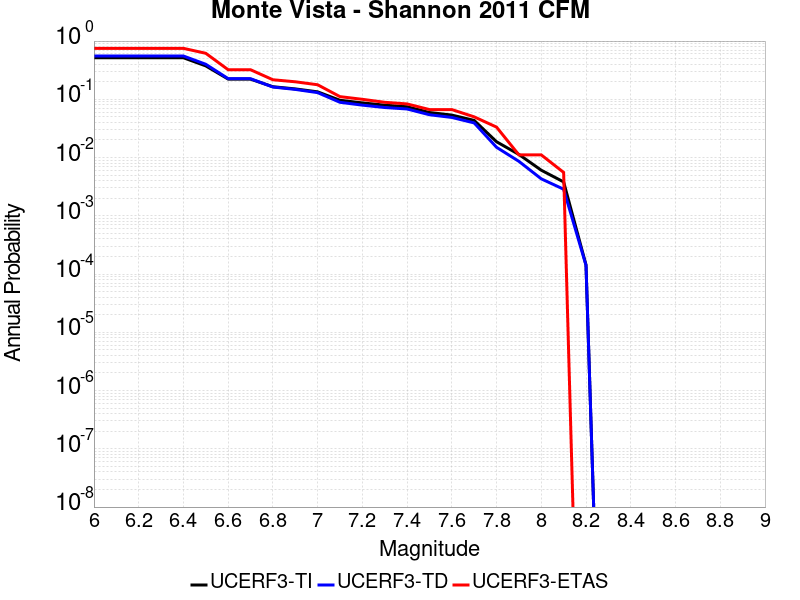 Monte Vista - Shannon 2011 CFM
10^0
10^-1
10^-2
10^-3
10^-4
10^-5
10^-6
10^-7
10^-8
Annual Probability
6 6.2 6.4 6.6 6.8 7 7.2 7.4 7.6 7.8 8 8.2 8.4 8.6 8.8 9
Magnitude
UCERF3-TI UCERF3-TD UCERF3-ETAS